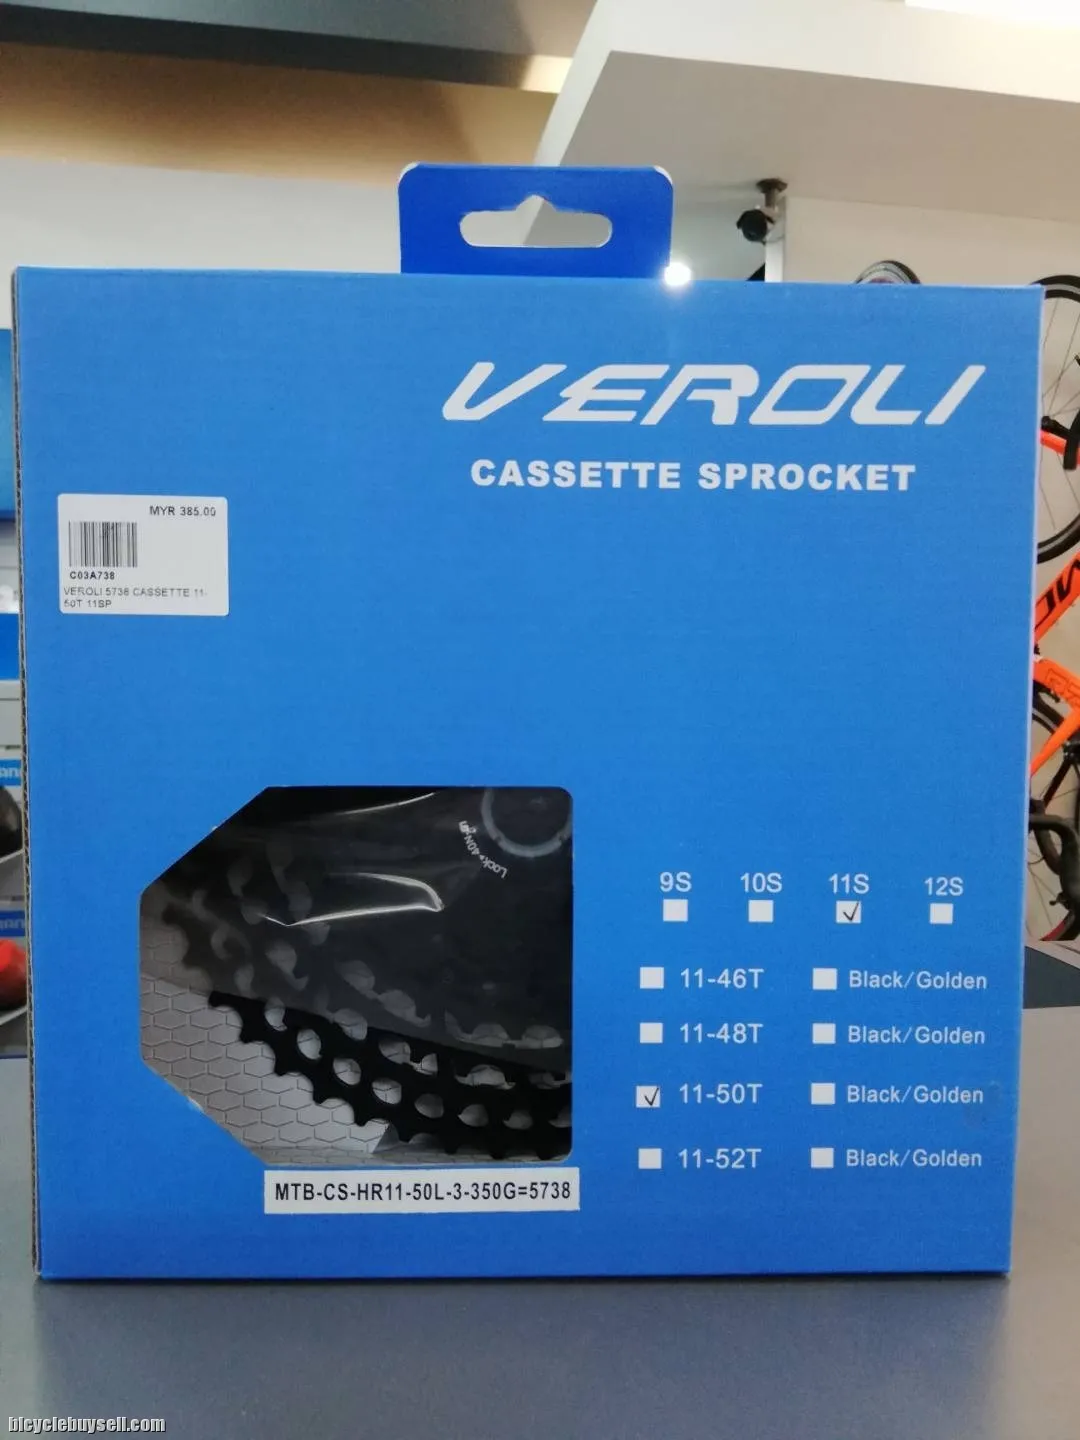 VEROLI
CASSETTE SPROCKET
MYR 385.00
C03A738
VEROLI 5738 CASSETTE 11-
50T 11SP
Lock•40N.m
9S 10S 11S 12S
11-46T Black/Golden
11-48T Black/Golden
11-50T Black/Golden
11-52T Black/Golden
MTB-CS-HR11-50L-3-350G=5738
bicyclebuysell.com